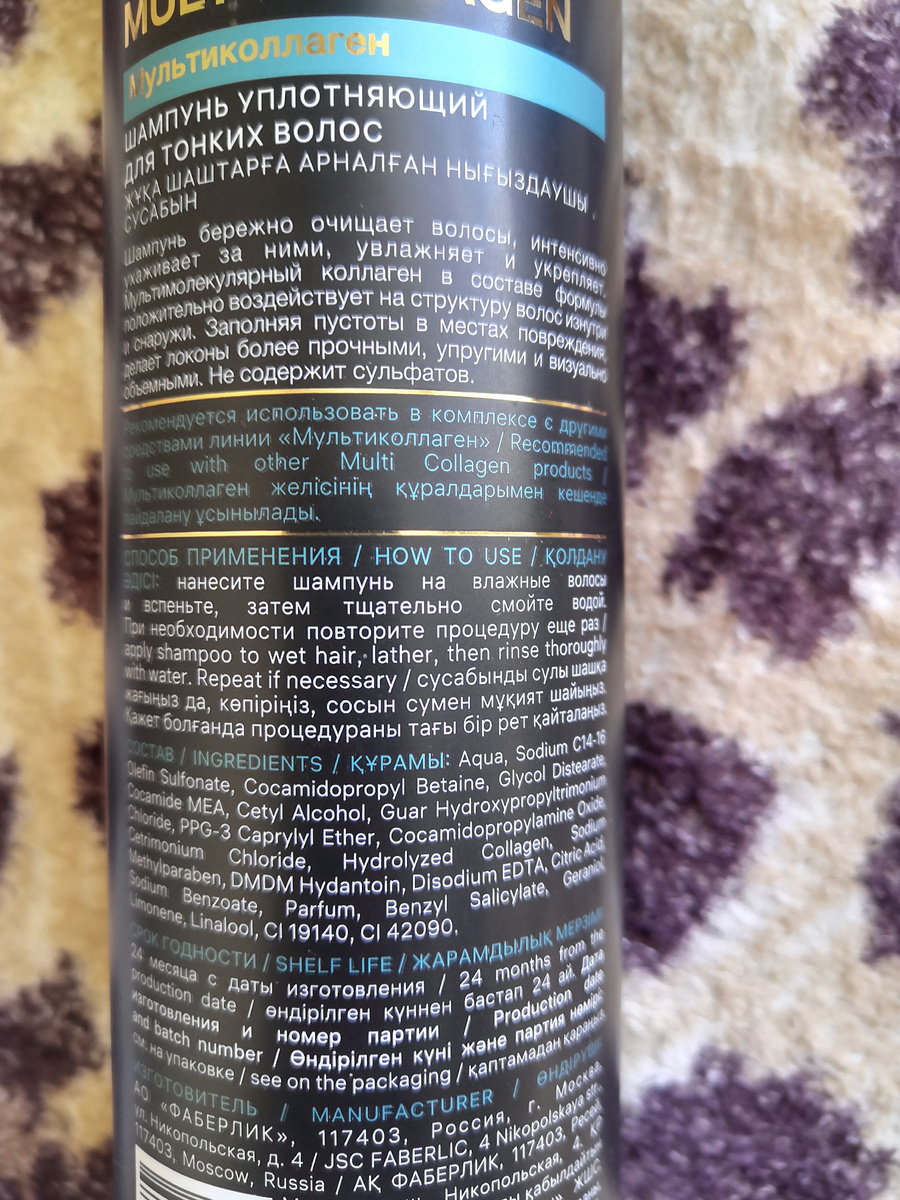 MULTI COLLAGEN
Мультиколлаген
ШАМПУНЬ УПЛОТНЯЮЩИЙ
ДЛЯ ТОНКИХ ВОЛОС
ЖҰҚА ШАШТАРҒА АРНАЛҒАН НЫҒЫЗДАУШЫ
СУСАБЫН
Шампунь бережно очищает волосы, интенсивно
ухаживает за ними, увлажняет и укрепляет.
Мультимолекулярный коллаген в составе формулы
положительно воздействует на структуру волос изнутри
и снаружи. Заполняя пустоты в местах повреждения,
делает локоны более прочными, упругими и визуально
объемными. Не содержит сульфатов.
Рекомендуется использовать в комплексе с другими
средствами линии «Мультиколлаген» / Recommended
to use with other Multi Collagen products /
Мультиколлаген желісінің құралдарымен кешенде
пайдалану ұсынылады.
СПОСОБ ПРИМЕНЕНИЯ / HOW TO USE / ҚОЛДАНУ
ӘДІСІ: нанесите шампунь на влажные волосы
и вспеньте, затем тщательно смойте водой.
При необходимости повторите процедуру еще раз /
apply shampoo to wet hair, lather, then rinse thoroughly
with water. Repeat if necessary / сусабынды сулы шашқа
жағыңыз да, көпіріңіз, сосын сумен мұқият шайыңыз.
Қажет болғанда процедураны тағы бір рет қайталаңыз.
СОСТАВ / INGREDIENTS / ҚҰРАМЫ: Aqua, Sodium C14-16
Olefin Sulfonate, Cocamidopropyl Betaine, Glycol Distearate,
Cocamide MEA, Cetyl Alcohol, Guar Hydroxypropyltrimonium
Chloride, PPG-3 Caprylyl Ether, Cocamidopropylamine Oxide,
Cetrimonium Chloride, Hydrolyzed Collagen, Sodium
Methylparaben, DMDM Hydantoin, Disodium EDTA, Citric Acid,
Sodium Benzoate, Parfum, Benzyl Salicylate, Geraniol,
Limonene, Linalool, CI 19140, CI 42090.
СРОК ГОДНОСТИ / SHELF LIFE / ЖАРАМДЫЛЫҚ МЕРЗІМІ:
24 месяца с даты изготовления / 24 months from the
production date / өндірілген күннен бастап 24 ай. Дата
изготовления и номер партии / Production date
and batch number / Өндірілген күні және партия нөмірі:
см. на упаковке / see on the packaging / қаптамадан қараңыз.
ИЗГОТОВИТЕЛЬ / MANUFACTURER / ӨНДІРУШІ:
АО «ФАБЕРЛИК», 117403, Россия, г. Москва,
ул. Никопольская, д. 4 / JSC FABERLIC, 4 Nikopolskaya str.,
117403, Moscow, Russia / АҚ ФАБЕРЛИК, 117403, Ресей,
Никопольская, 4. ҚР
қабылдайтын
ЖШС,